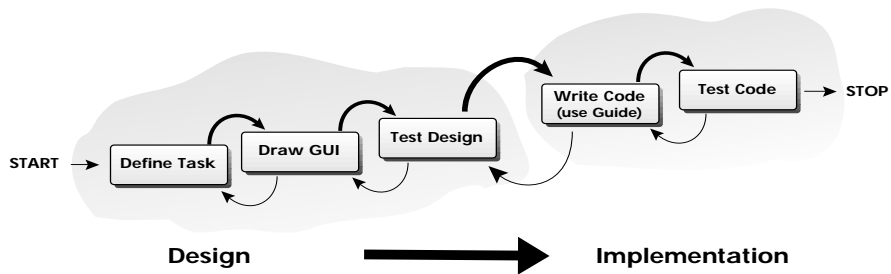 START
Define Task
Draw GUI
Test Design
Write Code
(use Guide)
Test Code
STOP
Design
Implementation